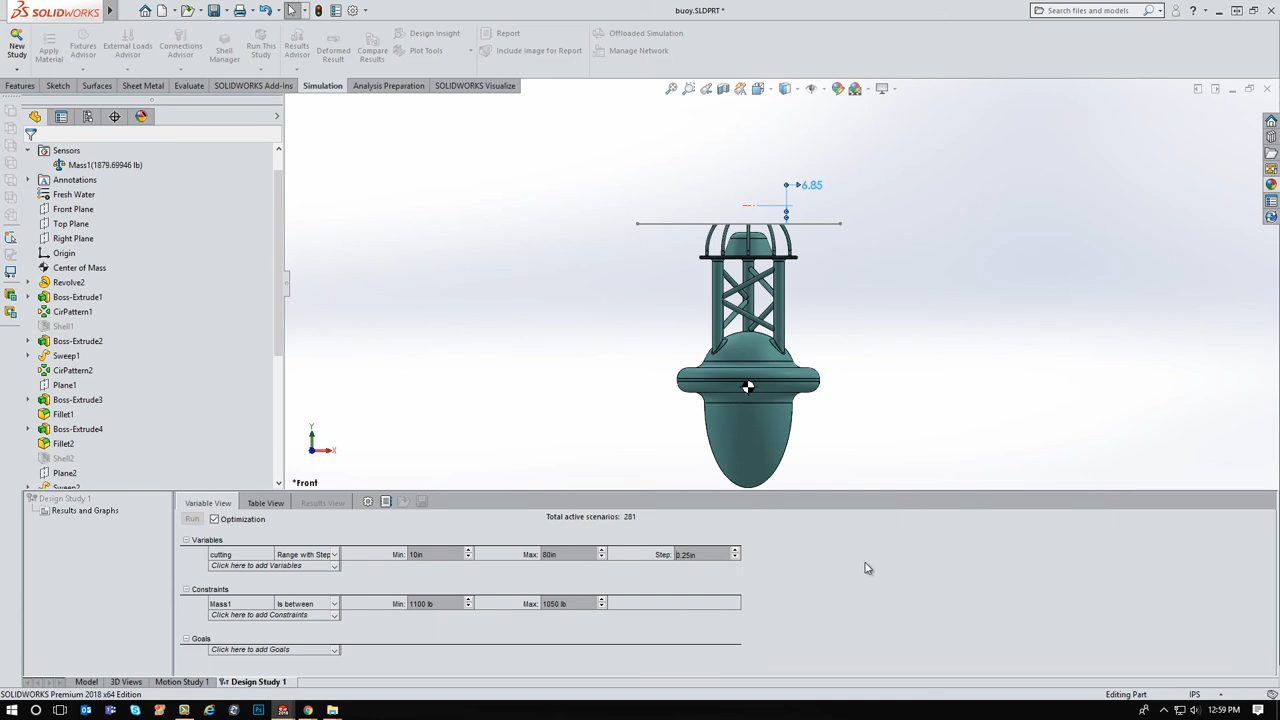 SOLIDWORKS
buoy.SLDPRT *
Search files and models
New Study
Apply Material
Fixtures Advisor
External Loads Advisor
Connections Advisor
Shell Manager
Run This Study
Results Advisor
Deformed Result
Compare Results
Design Insight
Plot Tools
Report
Include Image for Report
Offloaded Simulation
Manage Network
Features
Sketch
Surfaces
Sheet Metal
Evaluate
SOLIDWORKS Add-Ins
Simulation
Analysis Preparation
SOLIDWORKS Visualize
Sensors
Mass1(1879.69946 lb)
Annotations
Fresh Water
Front Plane
Top Plane
Right Plane
Origin
Center of Mass
Revolve2
Boss-Extrude1
CirPattern1
Shell1
Boss-Extrude2
Sweep1
CirPattern2
Plane1
Boss-Extrude3
Fillet1
Boss-Extrude4
Fillet2
Shell2
Plane2
Sweep2
6.85
Y
X
*Front
Design Study 1
Results and Graphs
Variable View
Table View
Results View
Run
Optimization
Total active scenarios: 281
Variables
cutting Range with Step Min: 10in Max: 80in Step: 0.25in
Click here to add Variables
Constraints
Mass1 Is between Min: 1100 lb Max: 1050 lb
Click here to add Constraints
Goals
Click here to add Goals
Model
3D Views
Motion Study 1
Design Study 1
SOLIDWORKS Premium 2018 x64 Edition
Editing Part
IPS
12:59 PM